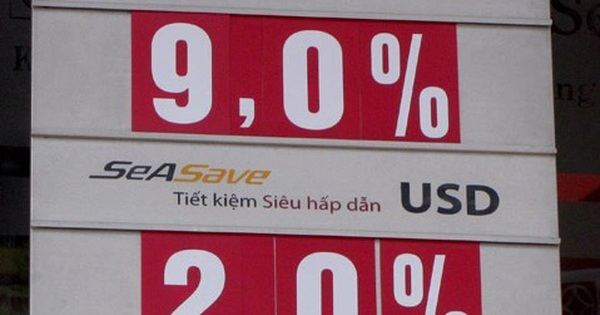 9,0%
SeASave
Tiết kiệm Siêu hấp dẫn USD
2,0%